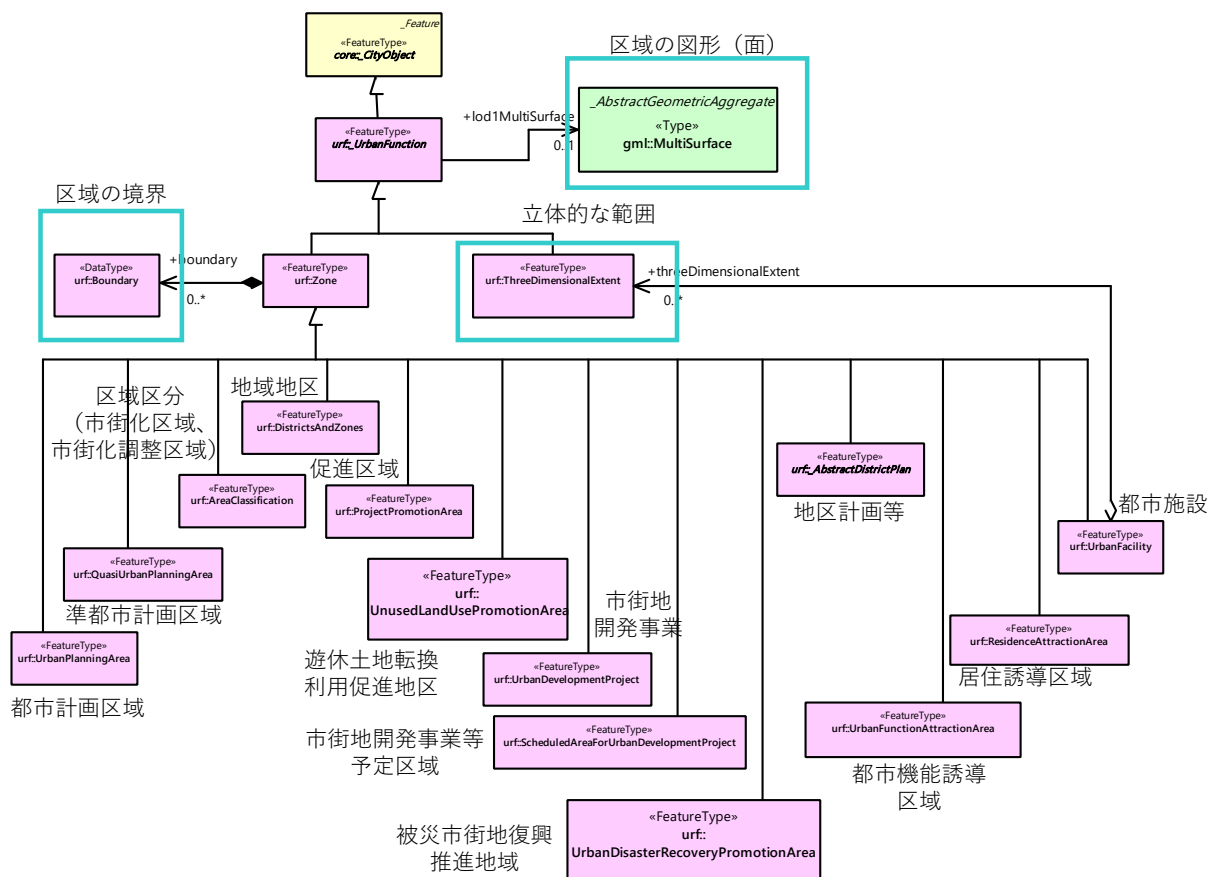 _Feature
«FeatureType»
core::_CityObject
区域の図形（面）
_AbstractGeometricAggregate
«Type»
gml::MultiSurface
+lod1MultiSurface
0..1
«FeatureType»
urf::_UrbanFunction
区域の境界
立体的な範囲
«DataType»
urf::Boundary
+boundary
0..*
«FeatureType»
urf::Zone
«FeatureType»
urf::ThreeDimensionalExtent
+threeDimensionalExtent
0..*
区域区分
（市街化区域、
市街化調整区域）
地域地区
«FeatureType»
urf::DistrictsAndZones
促進区域
«FeatureType»
urf::AreaClassification
«FeatureType»
urf::ProjectPromotionArea
«FeatureType»
urf::_AbstractDistrictPlan
地区計画等
都市施設
«FeatureType»
urf::UrbanFacility
«FeatureType»
urf::QuasiUrbanPlanningArea
準都市計画区域
«FeatureType»
urf::
UnusedLandUsePromotionArea
市街地
開発事業
«FeatureType»
urf::ResidenceAttractionArea
居住誘導区域
«FeatureType»
urf::UrbanPlanningArea
都市計画区域
遊休土地転換
利用促進地区
«FeatureType»
urf::UrbanDevelopmentProject
«FeatureType»
urf::UrbanFunctionAttractionArea
都市機能誘導
区域
市街地開発事業等
予定区域
«FeatureType»
urf::ScheduledAreaForUrbanDevelopmentProject
被災市街地復興
推進地域
«FeatureType»
urf::
UrbanDisasterRecoveryPromotionArea